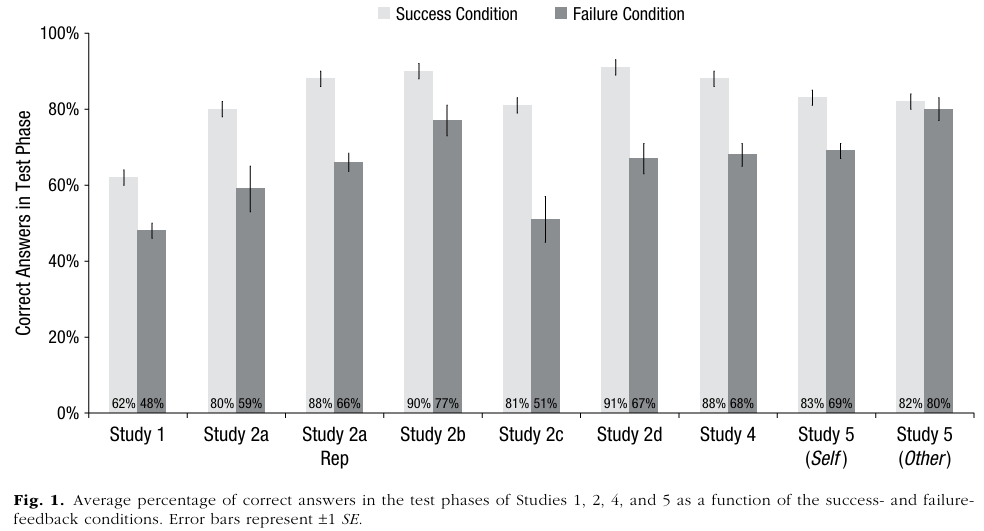 Success Condition Failure Condition
100%
80%
60%
40%
20%
0%
Correct Answers in Test Phase
62% 48% 80% 59% 88% 66% 90% 77% 81% 51% 91% 67% 88% 68% 83% 69% 82% 80%
Study 1 Study 2a Study 2a Study 2b Study 2c Study 2d Study 4 Study 5 Study 5
Rep (Self) (Other)
Fig. 1. Average percentage of correct answers in the test phases of Studies 1, 2, 4, and 5 as a function of the success- and failure-
feedback conditions. Error bars represent ±1 SE.